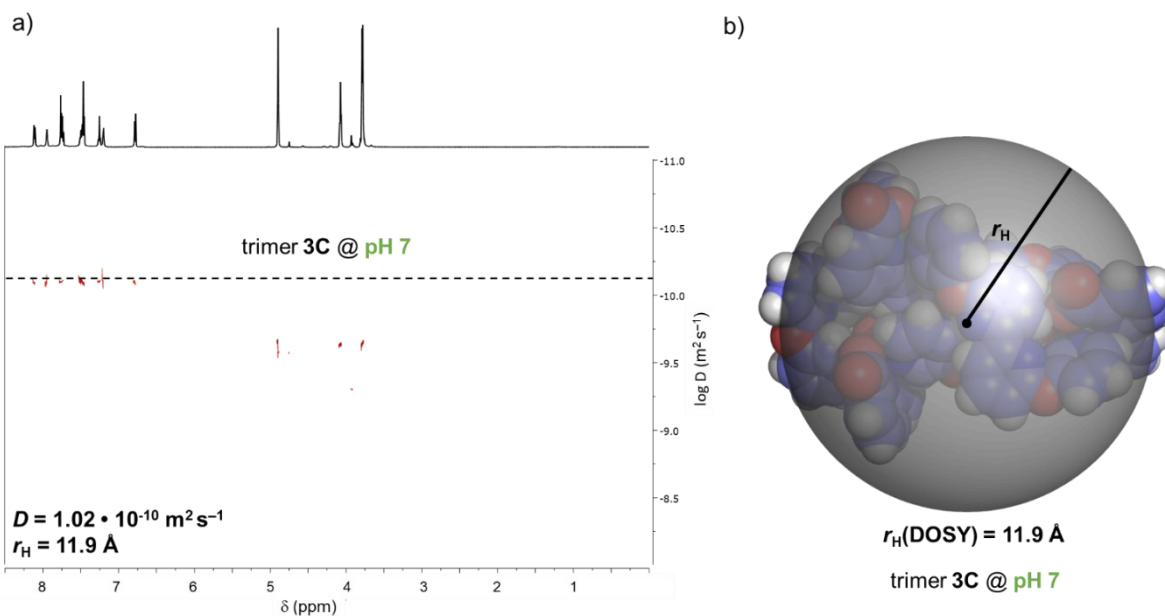 a)
trimer 3C @ pH 7
-11.0
-10.5
-10.0
-9.5
-9.0
-8.5
log D (m² s⁻¹)
D = 1.02 • 10⁻¹⁰ m² s⁻¹
r_H = 11.9 Å
8 7 6 5 4 3 2 1
δ (ppm)
b)
r_H
r_H(DOSY) = 11.9 Å
trimer 3C @ pH 7